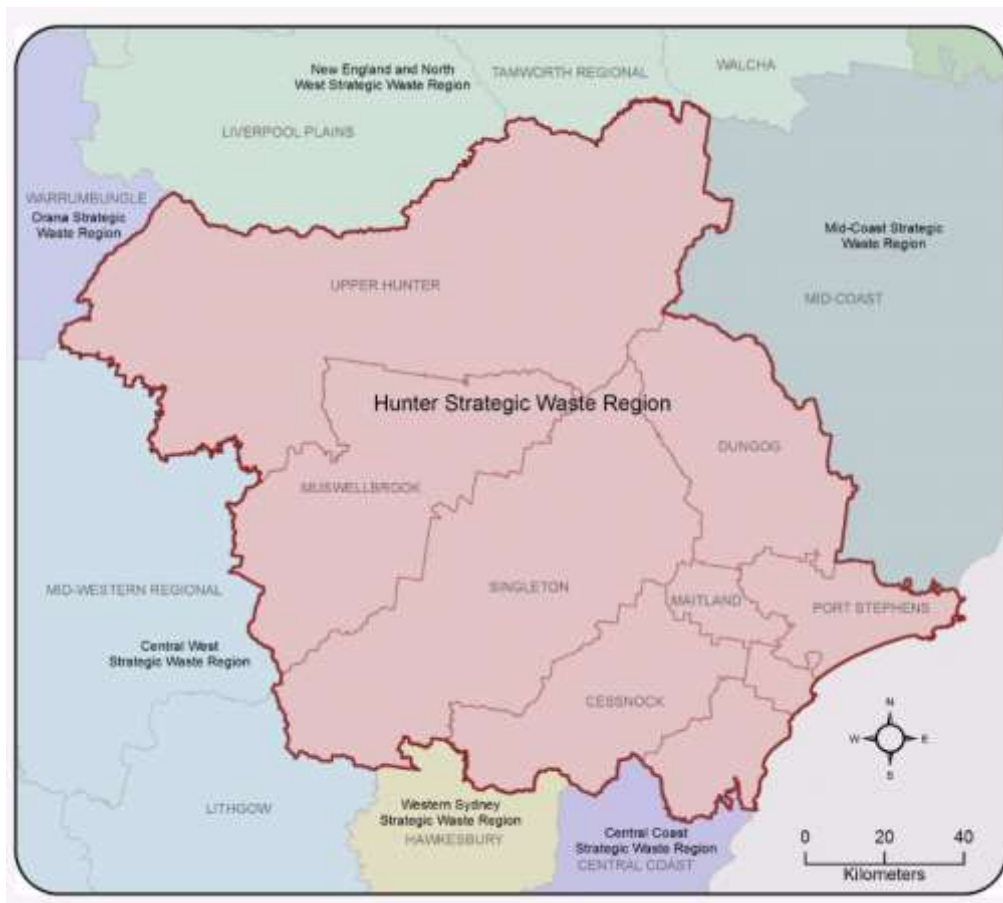 New England and North
West Strategic Waste Region
TAMWORTH REGIONAL
WALCHA
LIVERPOOL PLAINS
WARRUMBUNGLE
Orana Strategic
Waste Region
Mid-Coast Strategic
Waste Region
MID-COAST
UPPER HUNTER
Hunter Strategic Waste Region
DUNGOG
MUSWELLBROOK
SINGLETON
MAITLAND
PORT STEPHENS
MID-WESTERN REGIONAL
Central West
Strategic Waste Region
CESSNOCK
N
W
E
S
LITHGOW
Western Sydney
Strategic Waste Region
HAWKESBURY
Central Coast
Strategic Waste Region
CENTRAL COAST
0 20 40
Kilometers